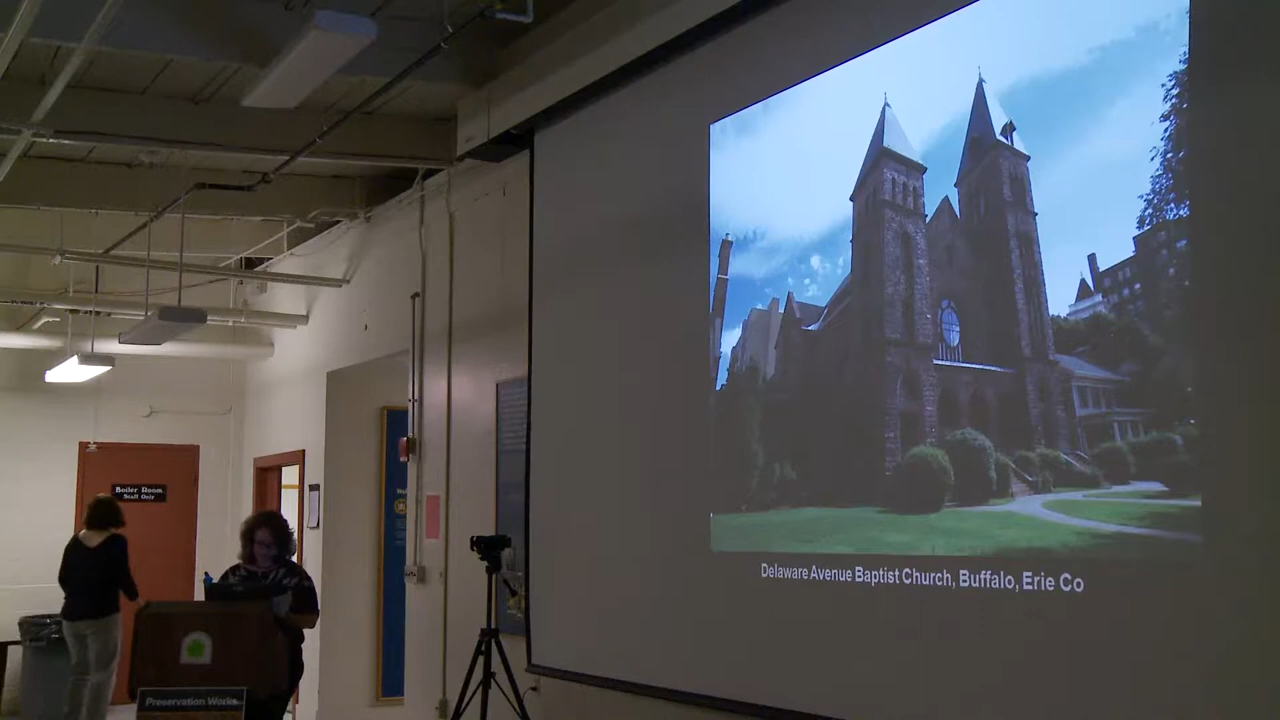 Boiler Room
Staff Only
Preservation Works
Delaware Avenue Baptist Church, Buffalo, Erie Co